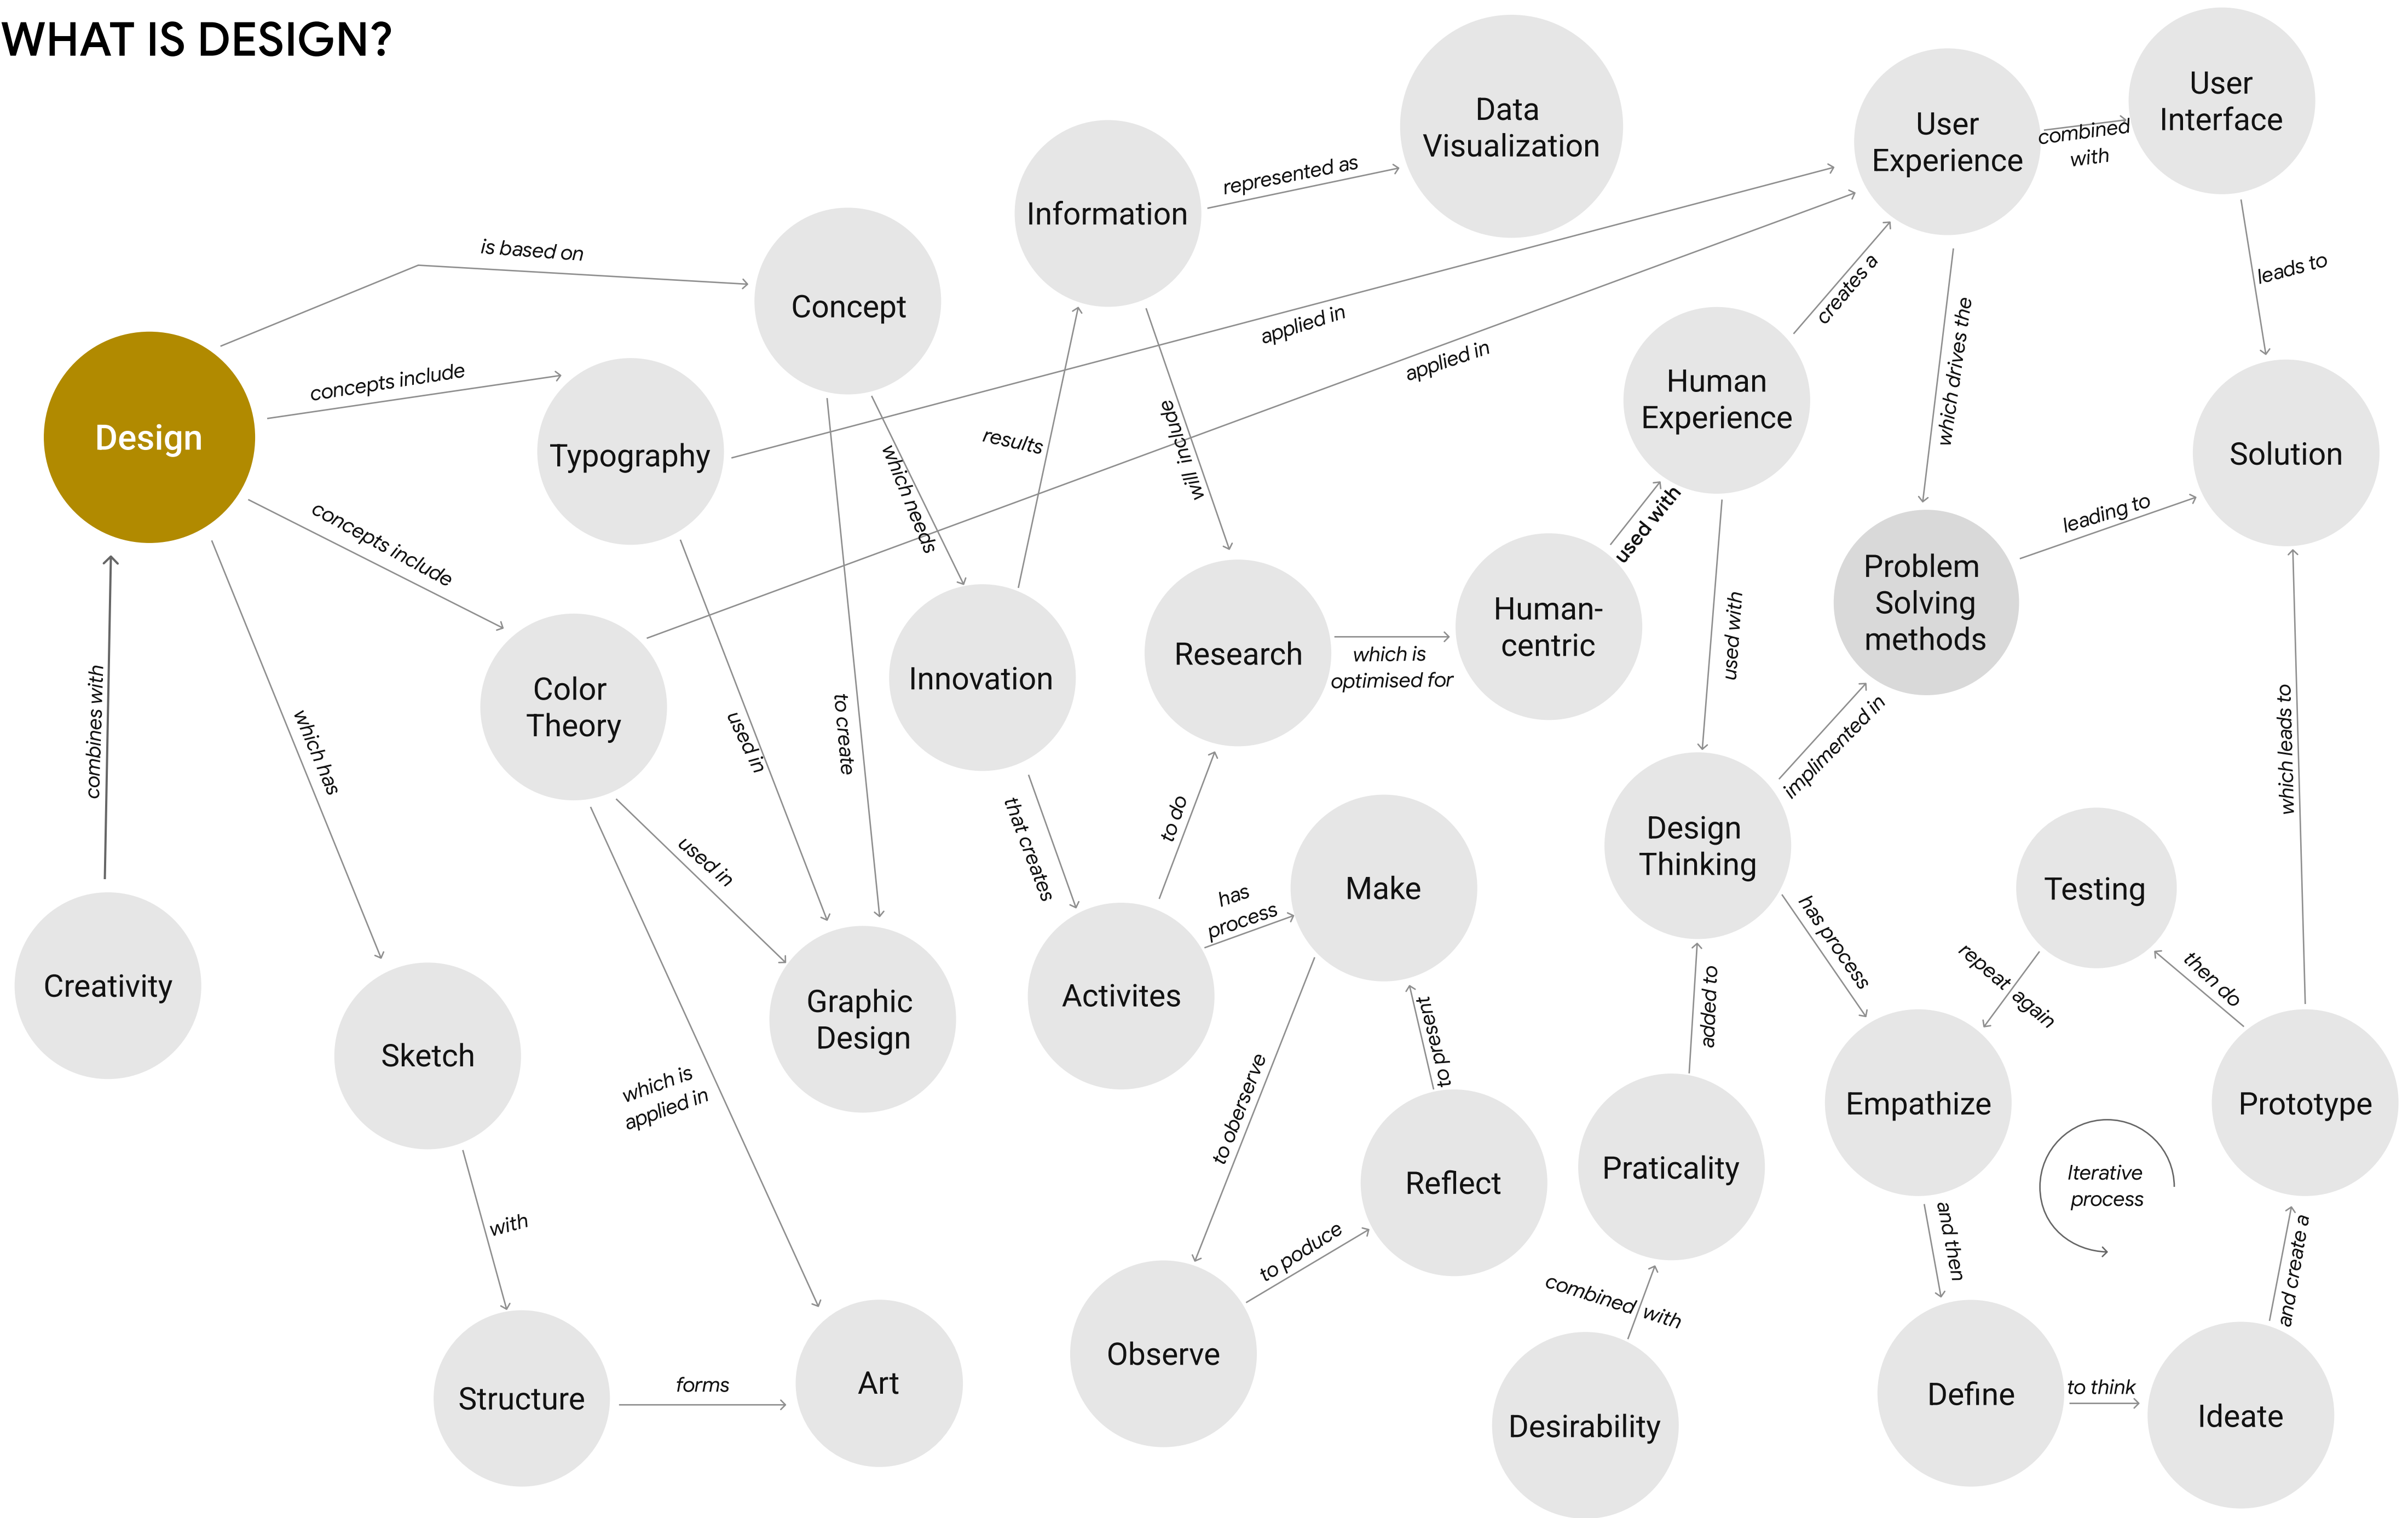 WHAT IS DESIGN?
Data
Visualization
User
Experience
combined
with
User
Interface
Information
represented as
is based on
Concept
applied in
applied in
creates a
leads to
Design
concepts include
Typography
which needs
results
will include
Human
Experience
which drives the
Solution
concepts include
used with
Human-
centric
Problem
Solving
methods
leading to
Color
Theory
Innovation
Research
which is
optimised for
used with
combines with
which has
used in
to create
that creates
to do
implimented in
which leads to
used in
has
process
Make
Design
Thinking
has process
Testing
repeat again
then do
Creativity
Sketch
which is
applied in
Graphic
Design
Activites
to present
added to
Empathize
Prototype
to oberserve
Reflect
Praticality
Iterative
process
with
to poduce
combined with
and then
and create a
Structure
forms
Art
Observe
Desirability
Define
to think
Ideate